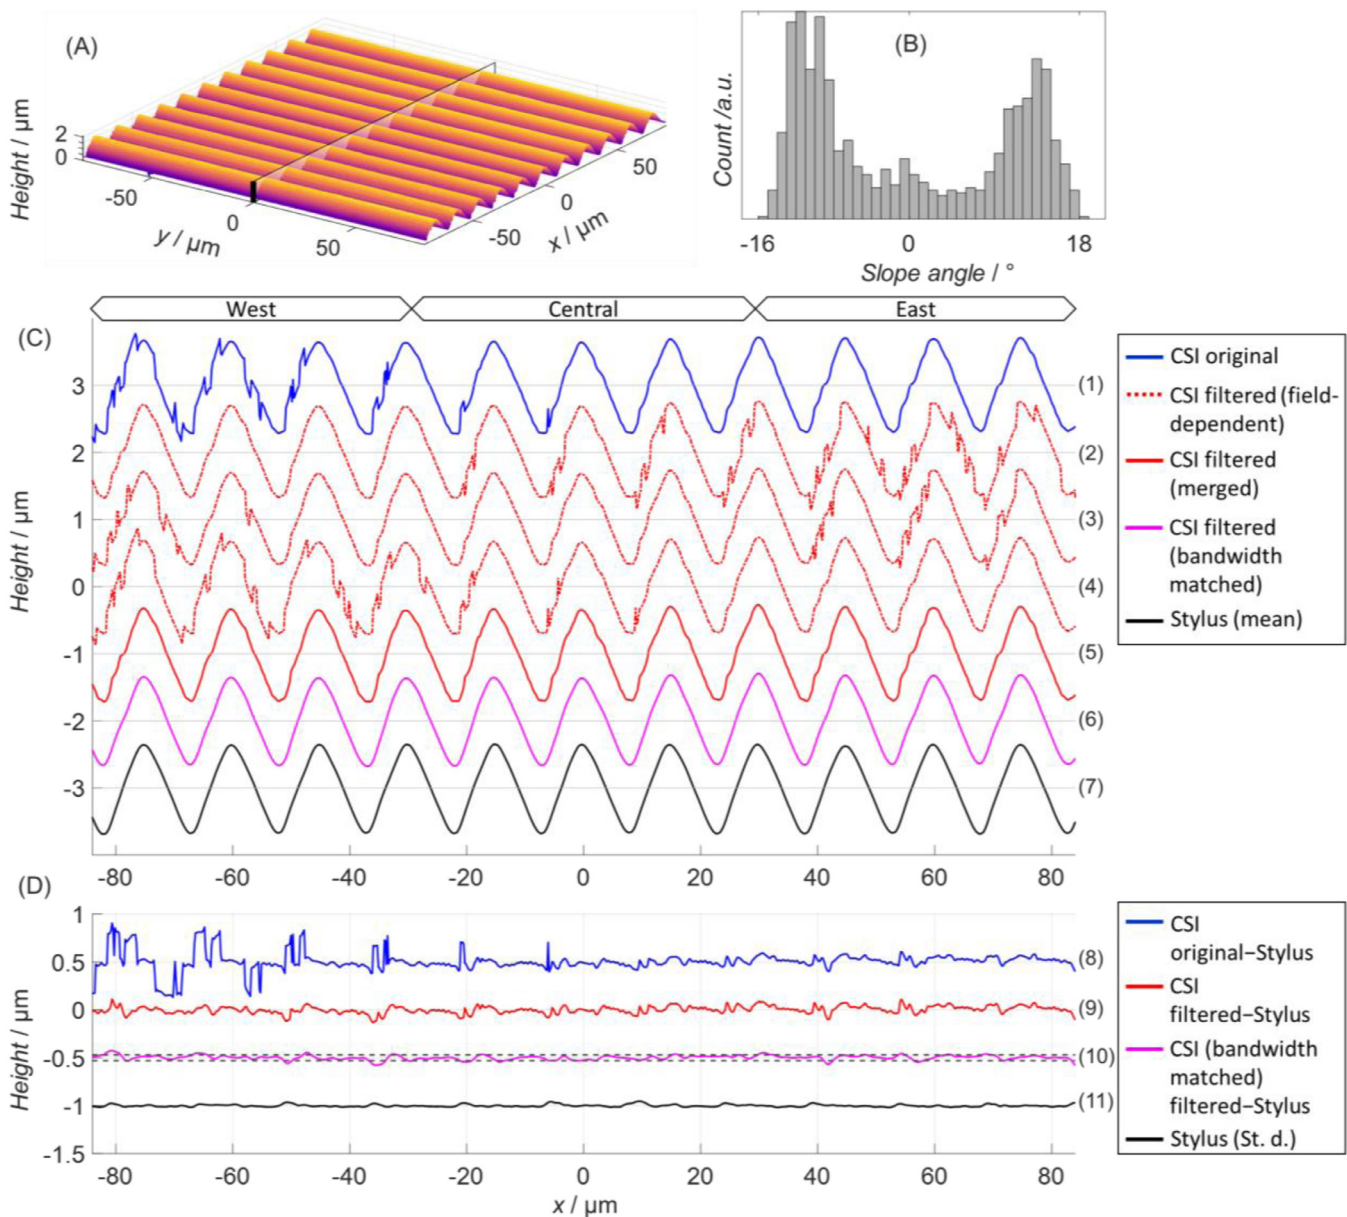 (A)
Height / µm
2
0
-50
0
50
y / µm
-50
0
50
x / µm
(B)
Count /a.u.
-16
0
18
Slope angle / °
West
Central
East
(C)
Height / µm
3
2
1
0
-1
-2
-3
(1)
(2)
(3)
(4)
(5)
(6)
(7)
-80
-60
-40
-20
0
20
40
60
80
CSI original
CSI filtered (field-
dependent)
CSI filtered
(merged)
CSI filtered
(bandwidth
matched)
Stylus (mean)
(D)
Height / µm
1
0.5
0
-0.5
-1
-1.5
(8)
(9)
(10)
(11)
-80
-60
-40
-20
0
20
40
60
80
x / µm
CSI
original–Stylus
CSI
filtered–Stylus
CSI (bandwidth
matched)
filtered–Stylus
Stylus (St. d.)